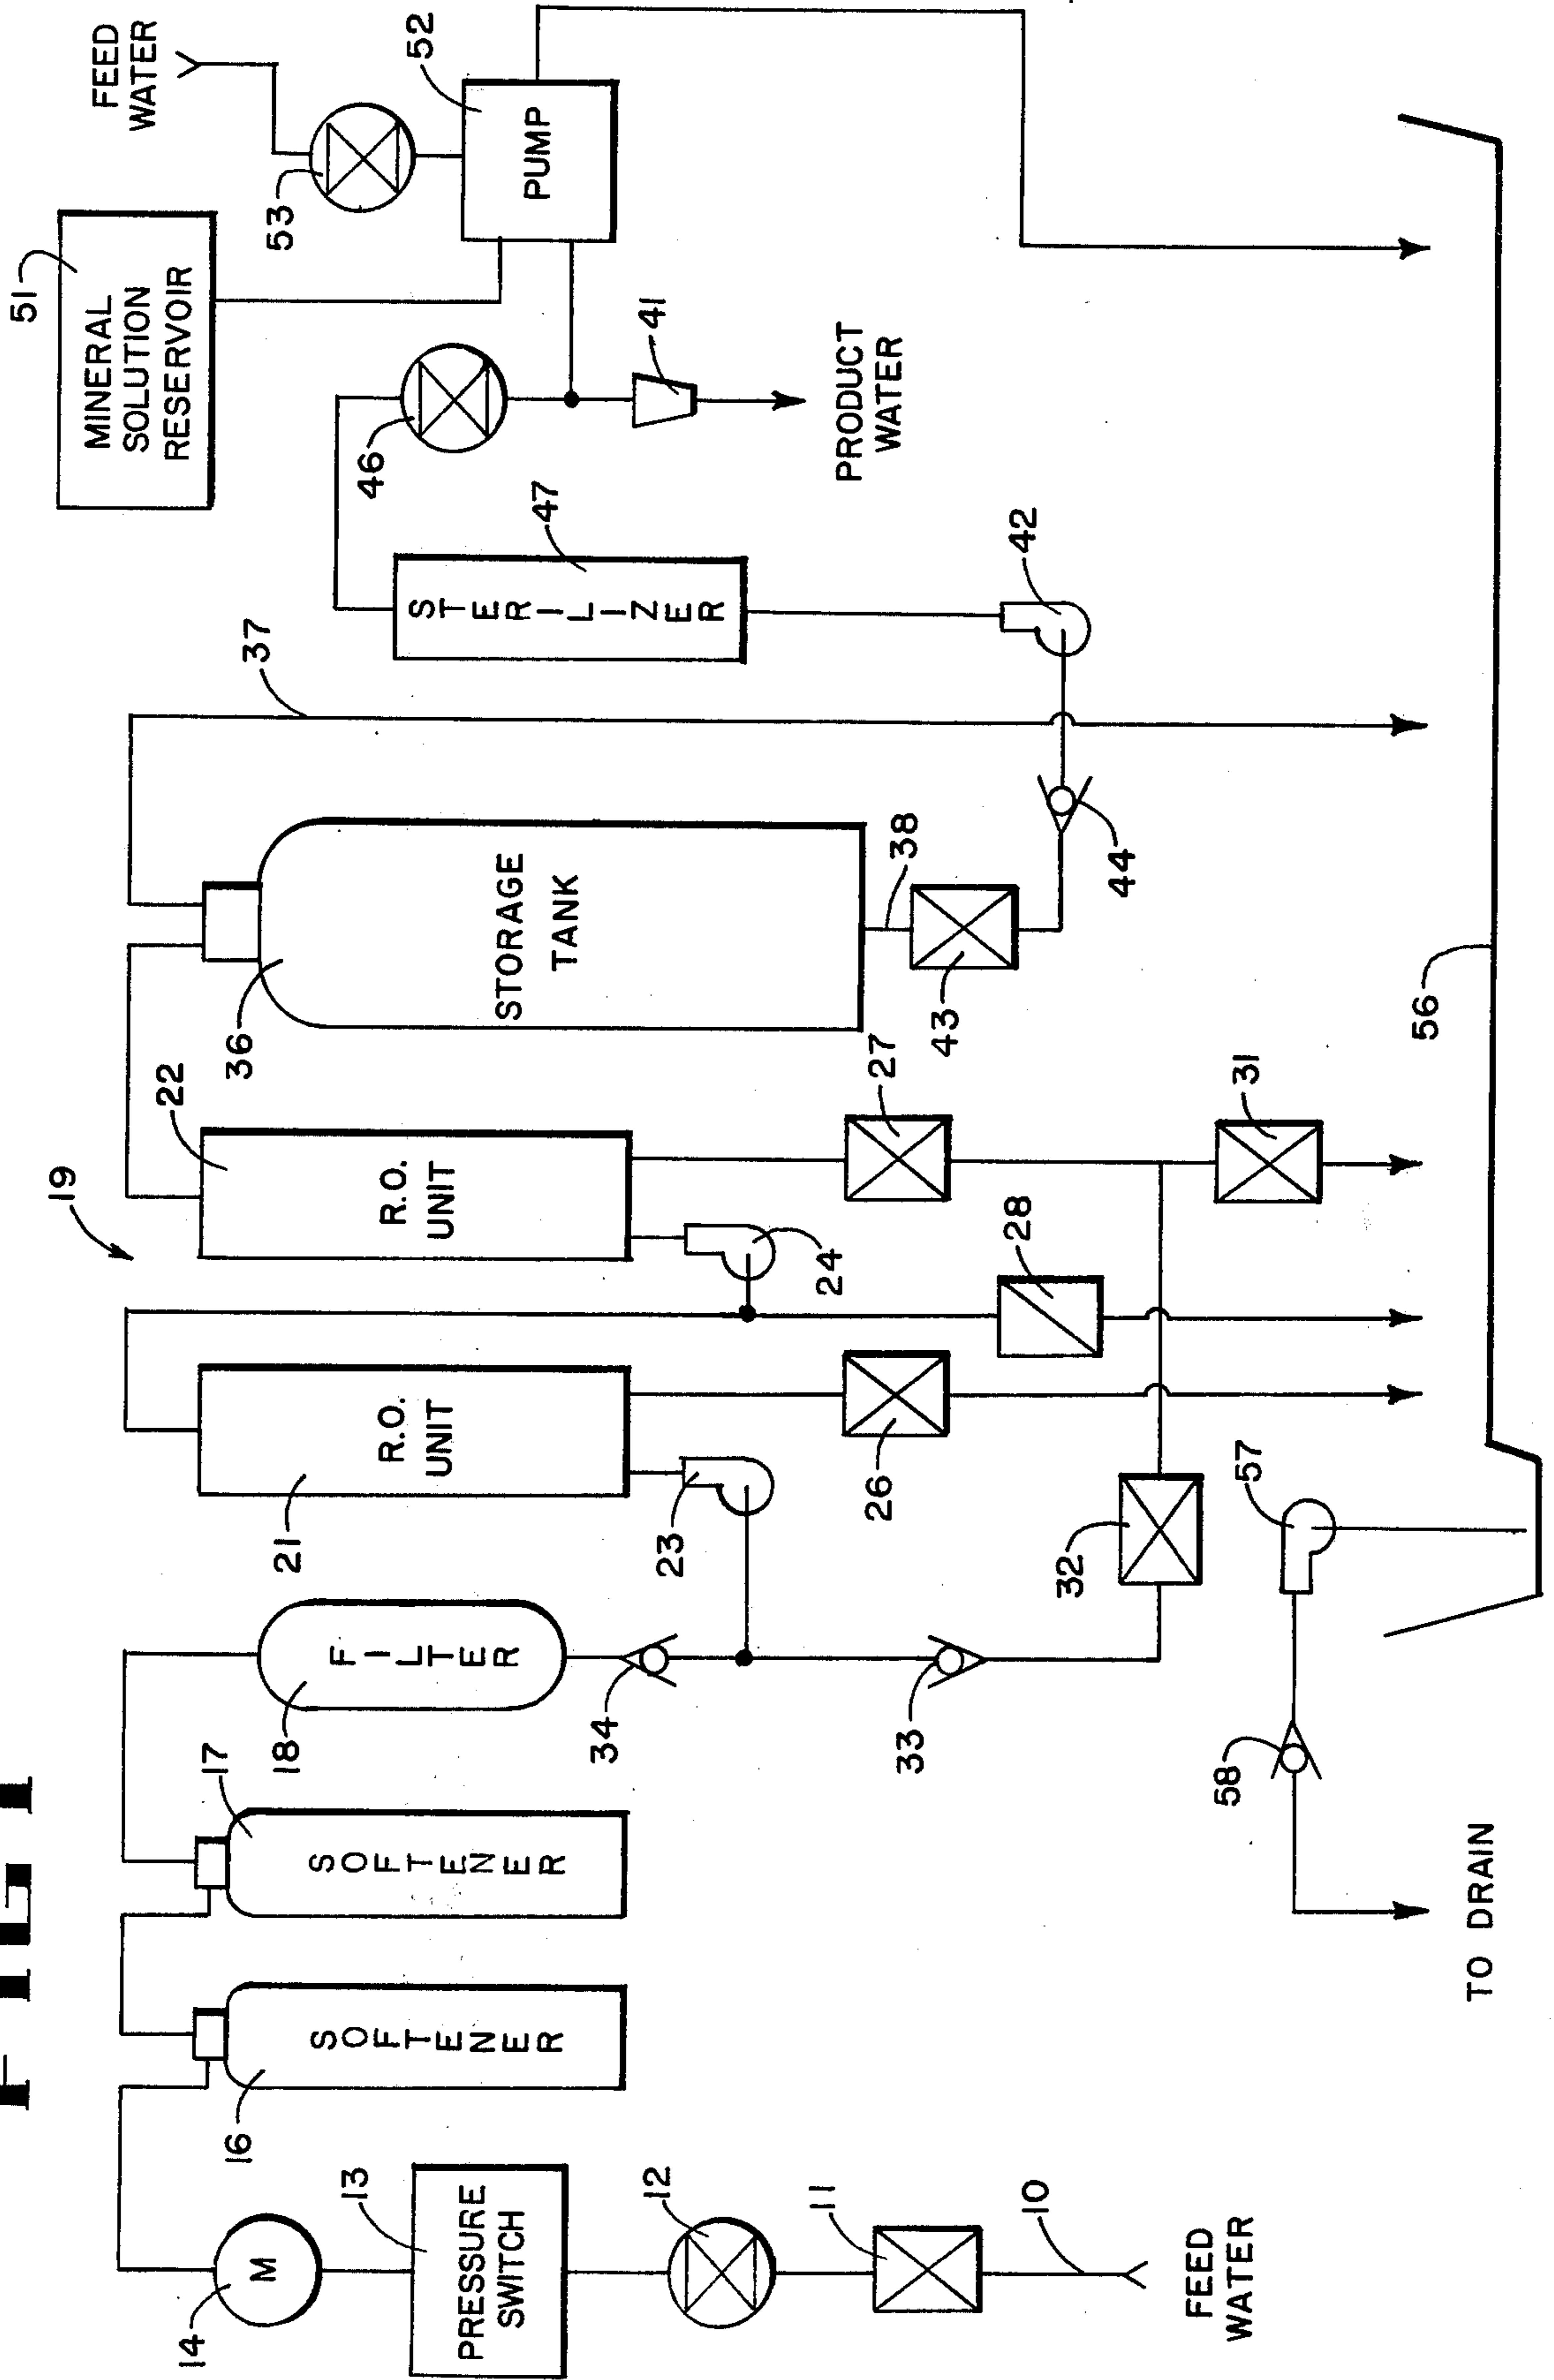 FIG 1
51
MINERAL
SOLUTION
RESERVOIR
FEED
WATER
53
52
PUMP
46
41
PRODUCT
WATER
47
STERILIZER
42
37
36
STORAGE
TANK
38
43
44
19
22
R.O.
UNIT
24
27
28
31
21
R.O.
UNIT
23
26
32
18
FILTER
34
33
17
SOFTENER
16
SOFTENER
14
M
13
PRESSURE
SWITCH
12
11
10
FEED
WATER
56
57
58
TO DRAIN